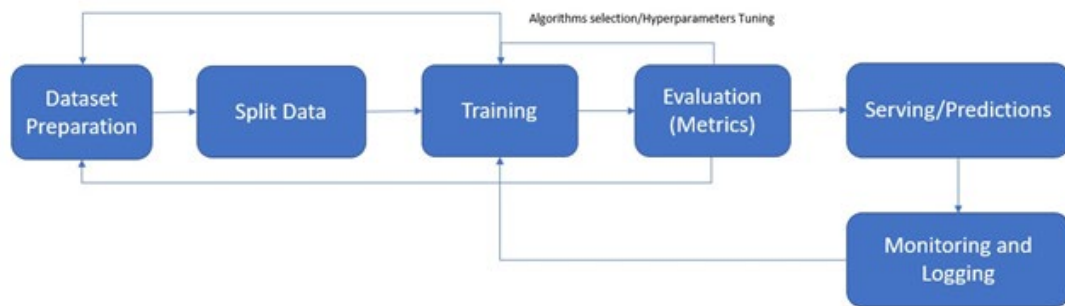 Algorithms selection/Hyperparameters Tuning
Dataset
Preparation
Split Data
Training
Evaluation
(Metrics)
Serving/Predictions
Monitoring and
Logging